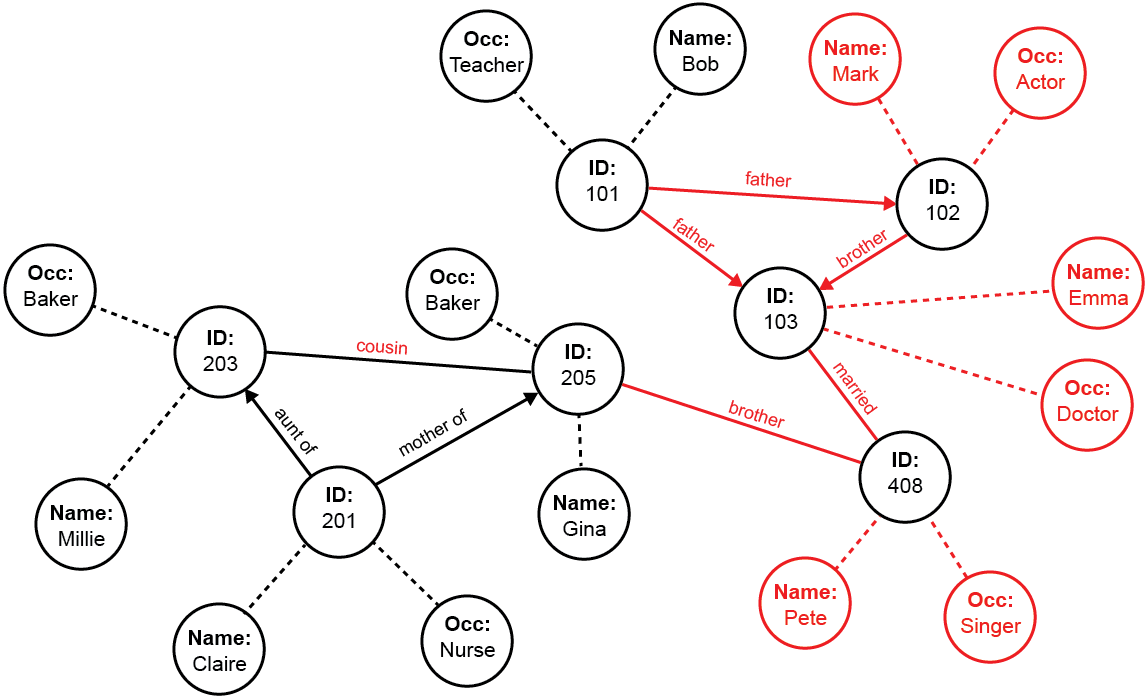 Occ:
Teacher
Name:
Bob
Name:
Mark
Occ:
Actor
ID:
101
father
ID:
102
father
brother
Occ:
Baker
Occ:
Baker
ID:
103
Name:
Emma
ID:
203
cousin
ID:
205
married
Occ:
Doctor
aunt of
mother of
brother
Name:
Millie
ID:
201
Name:
Gina
ID:
408
Name:
Claire
Occ:
Nurse
Name:
Pete
Occ:
Singer